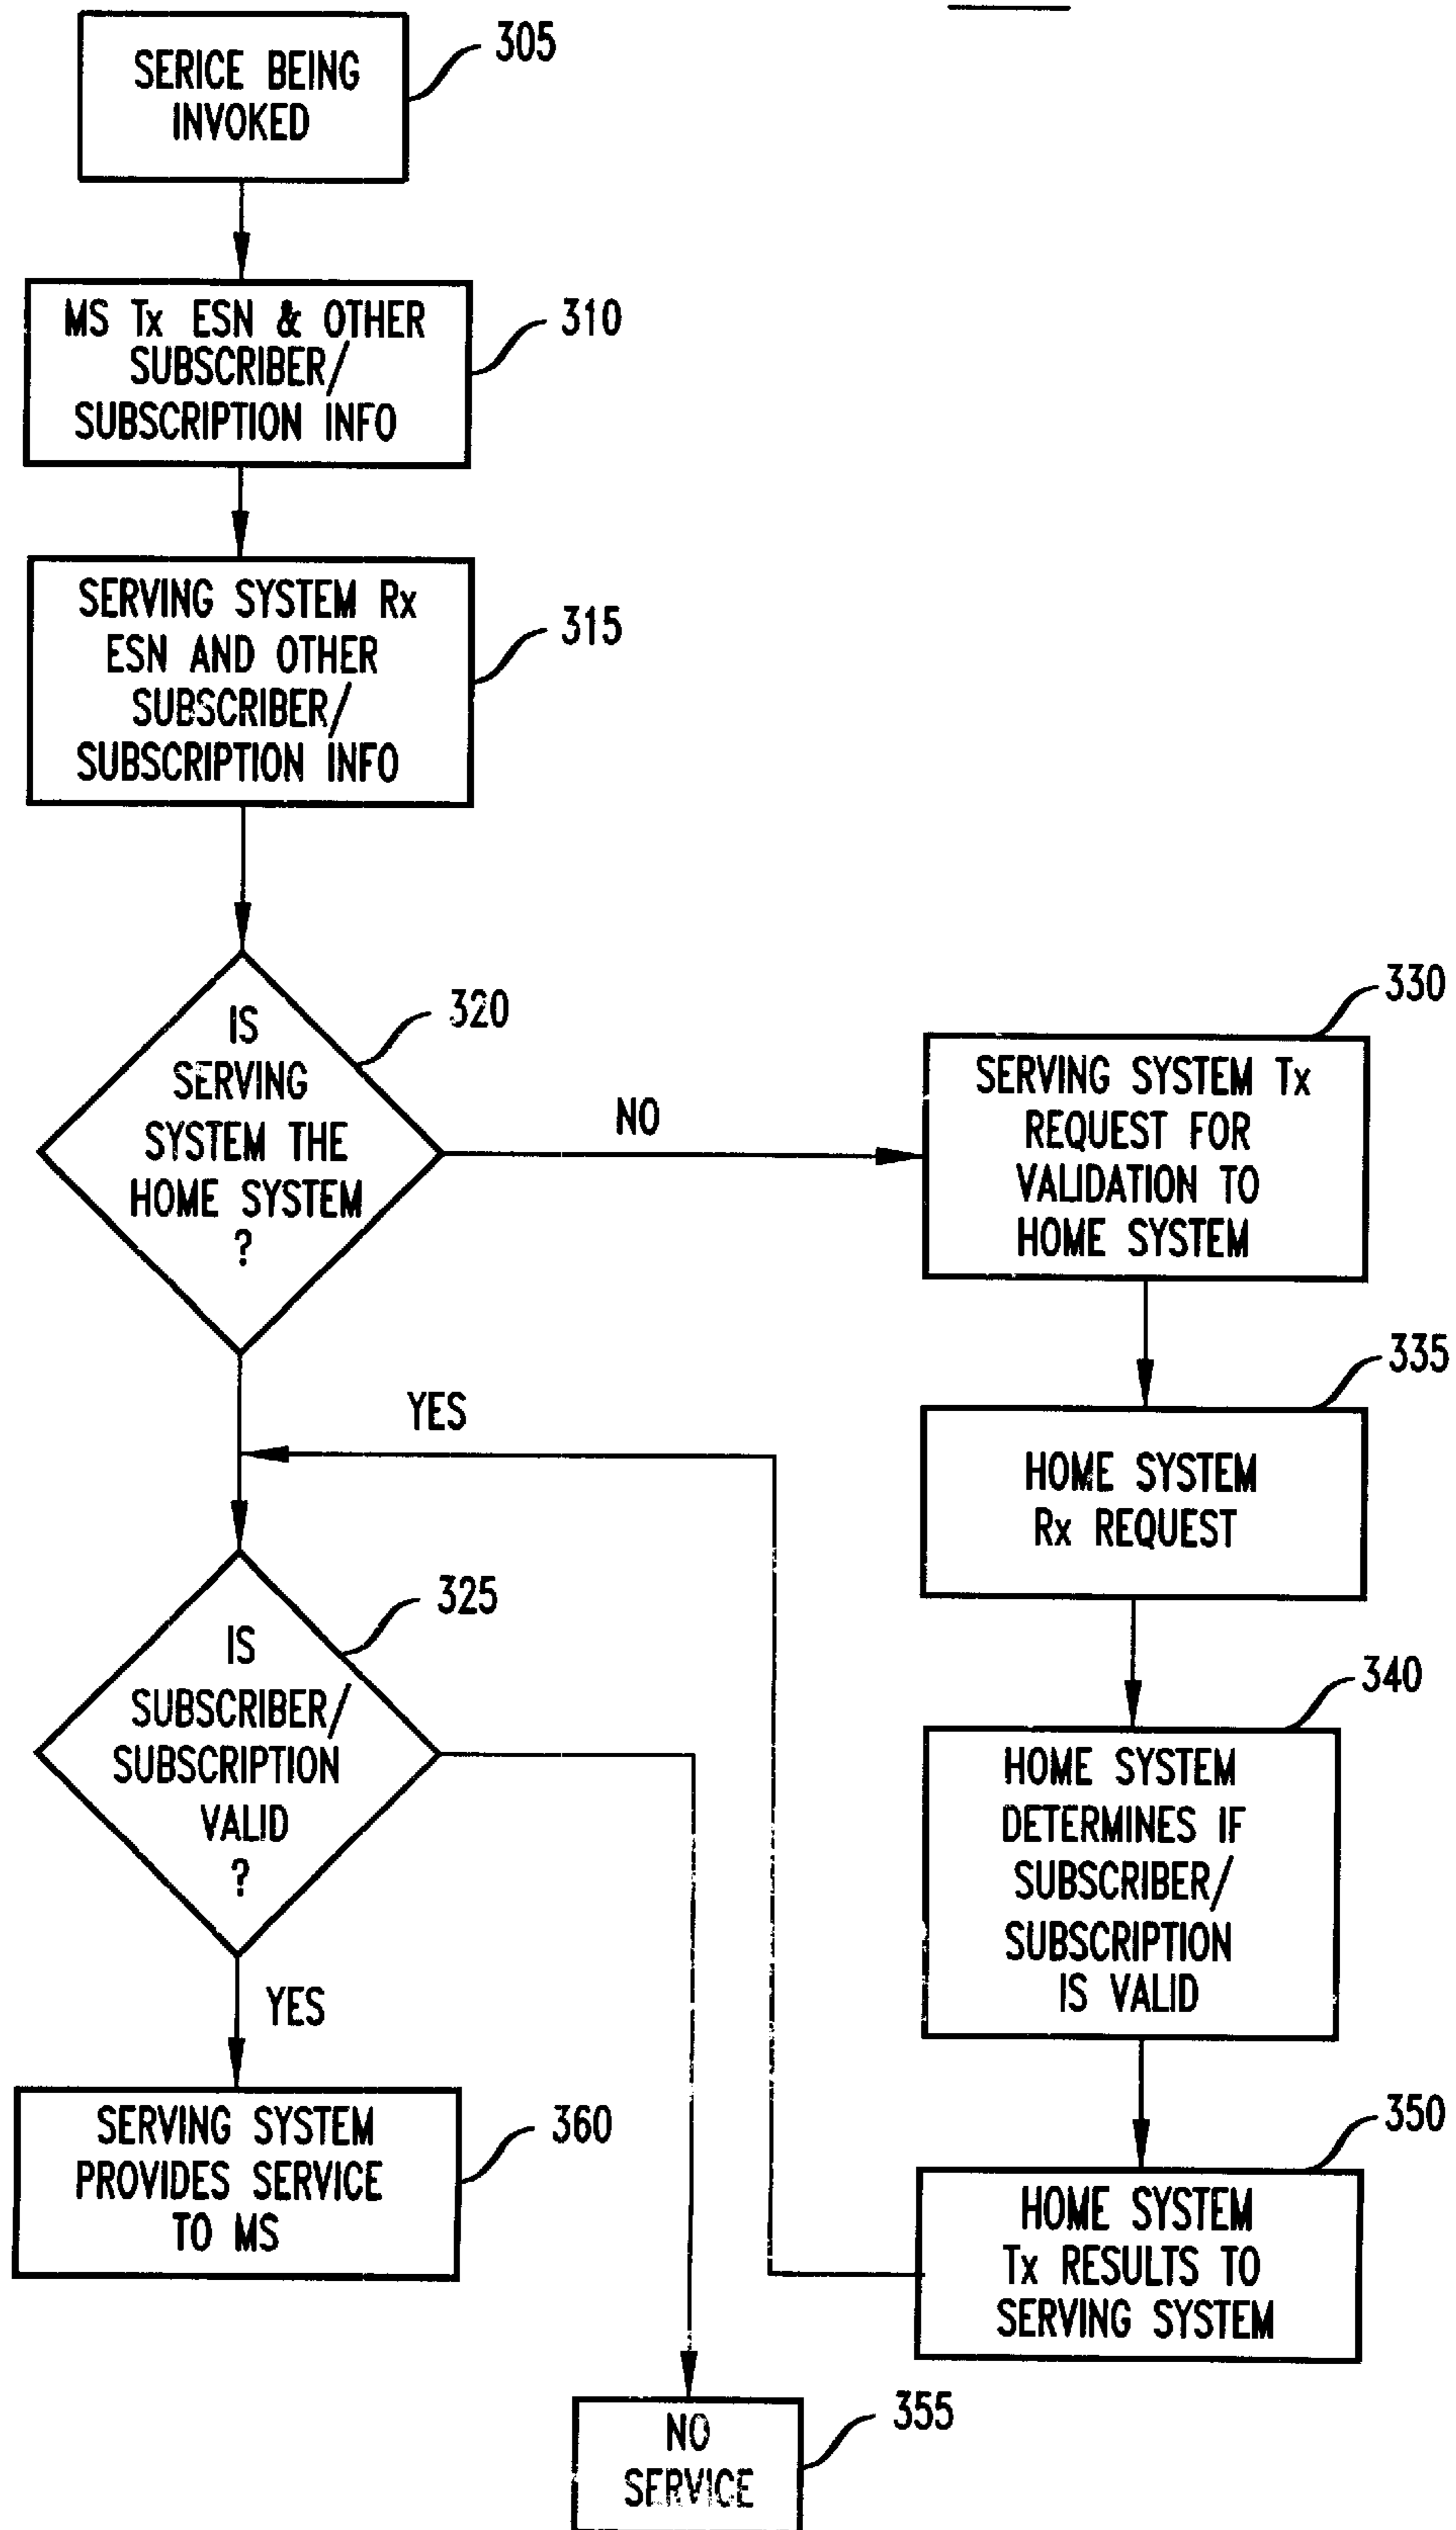 SERICE BEING
INVOKED
305
MS Tx ESN & OTHER
SUBSCRIBER/
SUBSCRIPTION INFO
310
SERVING SYSTEM Rx
ESN AND OTHER
SUBSCRIBER/
SUBSCRIPTION INFO
315
IS
SERVING
SYSTEM THE
HOME SYSTEM
?
320
NO
SERVING SYSTEM Tx
REQUEST FOR
VALIDATION TO
HOME SYSTEM
330
YES
HOME SYSTEM
Rx REQUEST
335
IS
SUBSCRIBER/
SUBSCRIPTION
VALID
?
325
HOME SYSTEM
DETERMINES IF
SUBSCRIBER/
SUBSCRIPTION
IS VALID
340
YES
SERVING SYSTEM
PROVIDES SERVICE
TO MS
360
HOME SYSTEM
Tx RESULTS TO
SERVING SYSTEM
350
NO
SERVICE
355